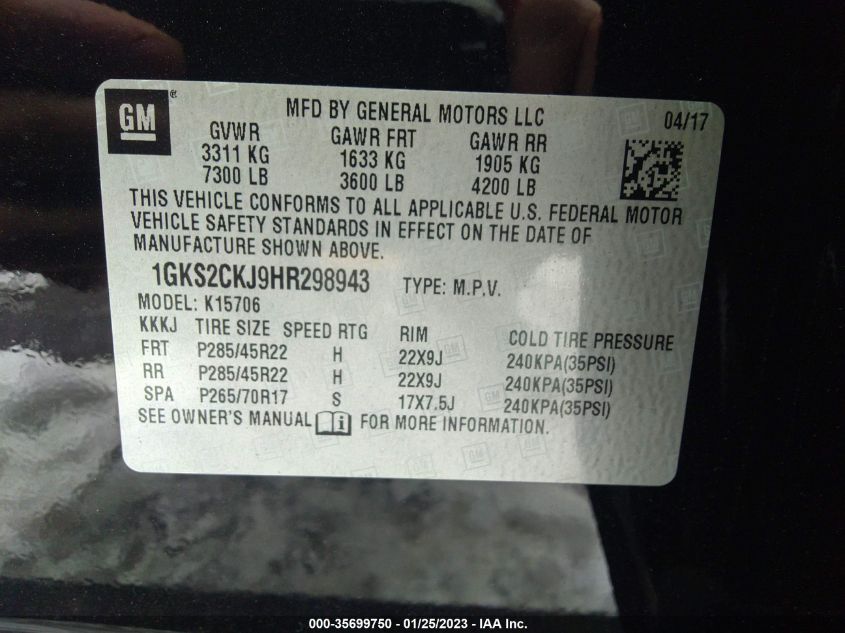 GM ®
MFD BY GENERAL MOTORS LLC
04/17
GVWR GAWR FRT GAWR RR
3311 KG 1633 KG 1905 KG
7300 LB 3600 LB 4200 LB
THIS VEHICLE CONFORMS TO ALL APPLICABLE U.S. FEDERAL MOTOR
VEHICLE SAFETY STANDARDS IN EFFECT ON THE DATE OF
MANUFACTURE SHOWN ABOVE.
1GKS2CKJ9HR298943 TYPE: M.P.V.
MODEL: K15706
KKKJ TIRE SIZE SPEED RTG RIM COLD TIRE PRESSURE
FRT P285/45R22 H 22X9J 240KPA(35PSI)
RR P285/45R22 H 22X9J 240KPA(35PSI)
SPA P265/70R17 S 17X7.5J 240KPA(35PSI)
SEE OWNER'S MANUAL i FOR MORE INFORMATION.
000-35699750 - 01/25/2023 - IAA Inc.